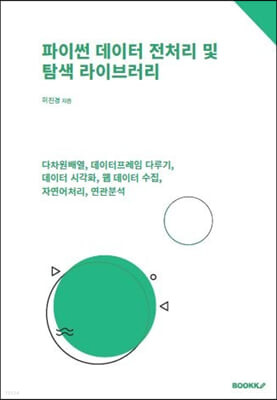 파이썬 데이터 전처리 및
탐색 라이브러리
이진경 지음
다차원배열, 데이터프레임 다루기,
데이터 시각화, 웹 데이터 수집,
자연어처리, 연관분석
BOOKK